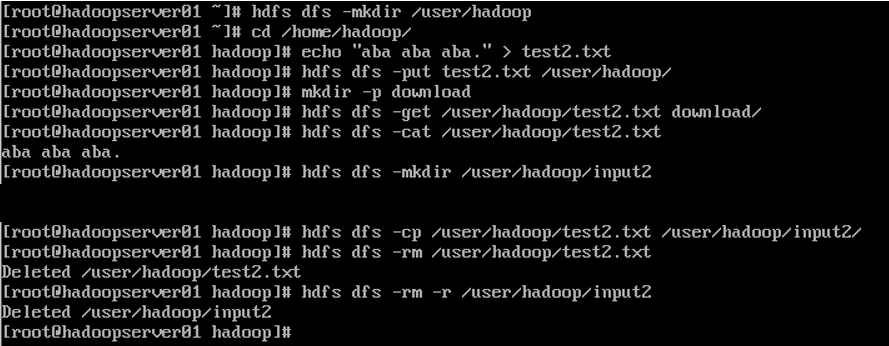 [root@hadoopserver01 ~]# hdfs dfs -mkdir /user/hadoop
[root@hadoopserver01 ~]# cd /home/hadoop/
[root@hadoopserver01 hadoop]# echo "aba aba aba." > test2.txt
[root@hadoopserver01 hadoop]# hdfs dfs -put test2.txt /user/hadoop/
[root@hadoopserver01 hadoop]# mkdir -p download
[root@hadoopserver01 hadoop]# hdfs dfs -get /user/hadoop/test2.txt download/
[root@hadoopserver01 hadoop]# hdfs dfs -cat /user/hadoop/test2.txt
aba aba aba.
[root@hadoopserver01 hadoop]# hdfs dfs -mkdir /user/hadoop/input2
[root@hadoopserver01 hadoop]# hdfs dfs -cp /user/hadoop/test2.txt /user/hadoop/input2/
[root@hadoopserver01 hadoop]# hdfs dfs -rm /user/hadoop/test2.txt
Deleted /user/hadoop/test2.txt
[root@hadoopserver01 hadoop]# hdfs dfs -rm -r /user/hadoop/input2
Deleted /user/hadoop/input2
[root@hadoopserver01 hadoop]#